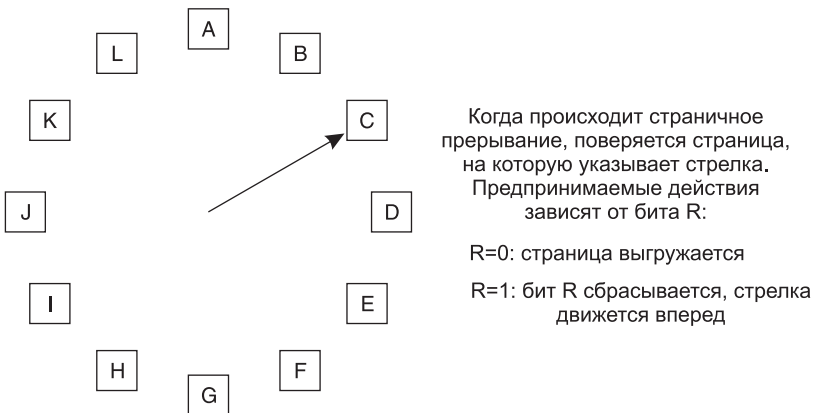 A
L
B
K
C
J
D
I
E
H
F
G
Когда происходит страничное
прерывание, поверяется страница,
на которую указывает стрелка.
Предпринимаемые действия
зависят от бита R:
R=0: страница выгружается
R=1: бит R сбрасывается, стрелка
движется вперед